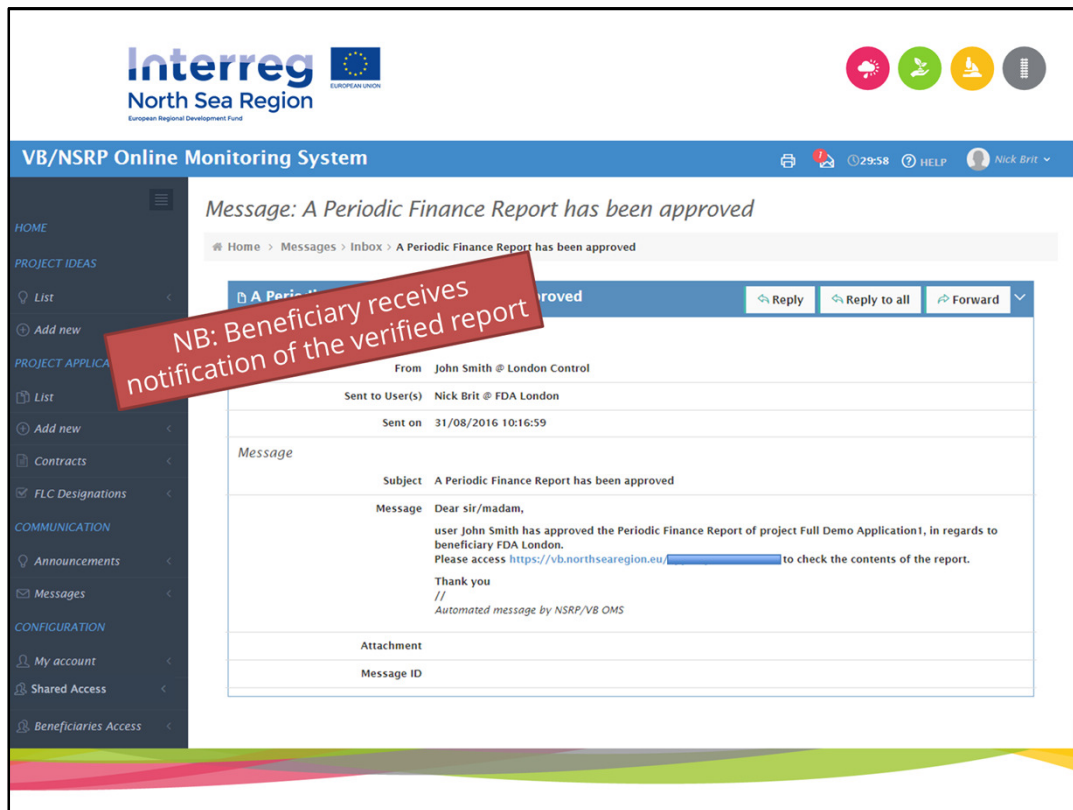 Interreg
EUROPEAN UNION
North Sea Region
European Regional Development Fund
VB/NSRP Online Monitoring System
1
29:58
HELP
Nick Brit
Message: A Periodic Finance Report has been approved
Home > Messages > Inbox > A Periodic Finance Report has been approved
HOME
PROJECT IDEAS
List
Add new
PROJECT APPLICA
List
Add new
Contracts
FLC Designations
COMMUNICATION
Announcements
Messages
CONFIGURATION
My account
Shared Access
Beneficiaries Access
A Perio
roved
Reply
Reply to all
Forward
NB: Beneficiary receives
notification of the verified report
From John Smith @ London Control
Sent to User(s) Nick Brit @ FDA London
Sent on 31/08/2016 10:16:59
Message
Subject A Periodic Finance Report has been approved
Message Dear sir/madam,
user John Smith has approved the Periodic Finance Report of project Full Demo Application1, in regards to
beneficiary FDA London.
Please access https://vb.northsearegion.eu/ to check the contents of the report.
Thank you
//
Automated message by NSRP/VB OMS
Attachment
Message ID